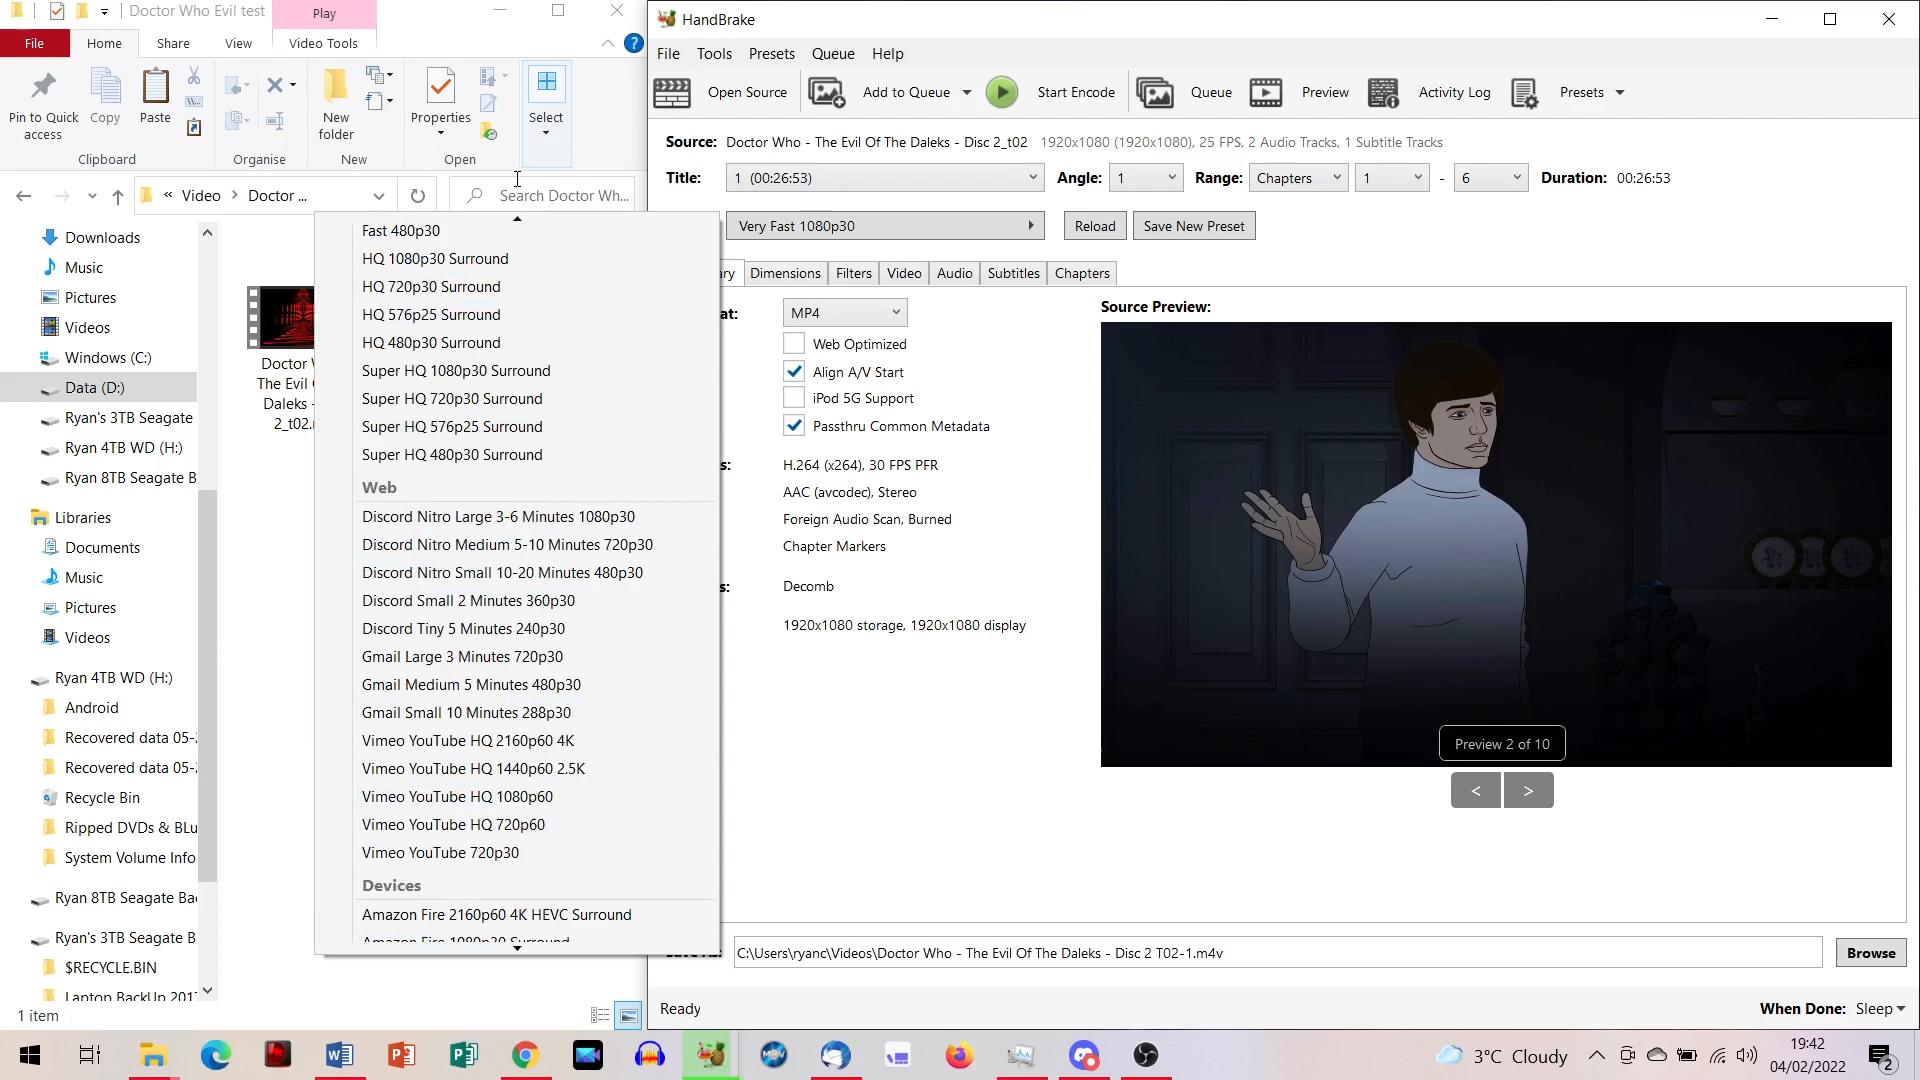 Doctor Who Evil test
Play
File
Home
Share
View
Video Tools
Pin to Quick
access
Copy
Paste
New
folder
Properties
Select
Clipboard
Organise
New
Open
Video
Doctor ...
Search Doctor Wh...
Downloads
Music
Pictures
Videos
Windows (C:)
Data (D:)
Ryan's 3TB Seagate
Ryan 4TB WD (H:)
Ryan 8TB Seagate B
Libraries
Documents
Music
Pictures
Videos
Ryan 4TB WD (H:)
Android
Recovered data 05-
Recovered data 05-
Recycle Bin
Ripped DVDs & BLu
System Volume Info
Ryan 8TB Seagate Ba
Ryan's 3TB Seagate B
$RECYCLE.BIN
Laptop BackUp 201
1 item
Doctor
The Evil
Daleks -
2_t02.
Fast 480p30
HQ 1080p30 Surround
HQ 720p30 Surround
HQ 576p25 Surround
HQ 480p30 Surround
Super HQ 1080p30 Surround
Super HQ 720p30 Surround
Super HQ 576p25 Surround
Super HQ 480p30 Surround
Web
Discord Nitro Large 3-6 Minutes 1080p30
Discord Nitro Medium 5-10 Minutes 720p30
Discord Nitro Small 10-20 Minutes 480p30
Discord Small 2 Minutes 360p30
Discord Tiny 5 Minutes 240p30
Gmail Large 3 Minutes 720p30
Gmail Medium 5 Minutes 480p30
Gmail Small 10 Minutes 288p30
Vimeo YouTube HQ 2160p60 4K
Vimeo YouTube HQ 1440p60 2.5K
Vimeo YouTube HQ 1080p60
Vimeo YouTube HQ 720p60
Vimeo YouTube 720p30
Devices
Amazon Fire 2160p60 4K HEVC Surround
Amazon Fire 1080p30 Surround
HandBrake
File
Tools
Presets
Queue
Help
Open Source
Add to Queue
Start Encode
Queue
Preview
Activity Log
Presets
Source: Doctor Who - The Evil Of The Daleks - Disc 2_t02 1920x1080 (1920x1080), 25 FPS, 2 Audio Tracks, 1 Subtitle Tracks
Title: 1 (00:26:53) Angle: 1 Range: Chapters 1 - 6 Duration: 00:26:53
Very Fast 1080p30
Reload
Save New Preset
ary
Dimensions
Filters
Video
Audio
Subtitles
Chapters
at: MP4
Web Optimized
Align A/V Start
iPod 5G Support
Passthru Common Metadata
s: H.264 (x264), 30 FPS PFR
AAC (avcodec), Stereo
Foreign Audio Scan, Burned
Chapter Markers
s: Decomb
1920x1080 storage, 1920x1080 display
Source Preview:
Preview 2 of 10
<
>
C:\Users\ryanc\Videos\Doctor Who - The Evil Of The Daleks - Disc 2 T02-1.m4v
Browse
Ready
When Done: Sleep
3°C Cloudy
19:42
04/02/2022
2